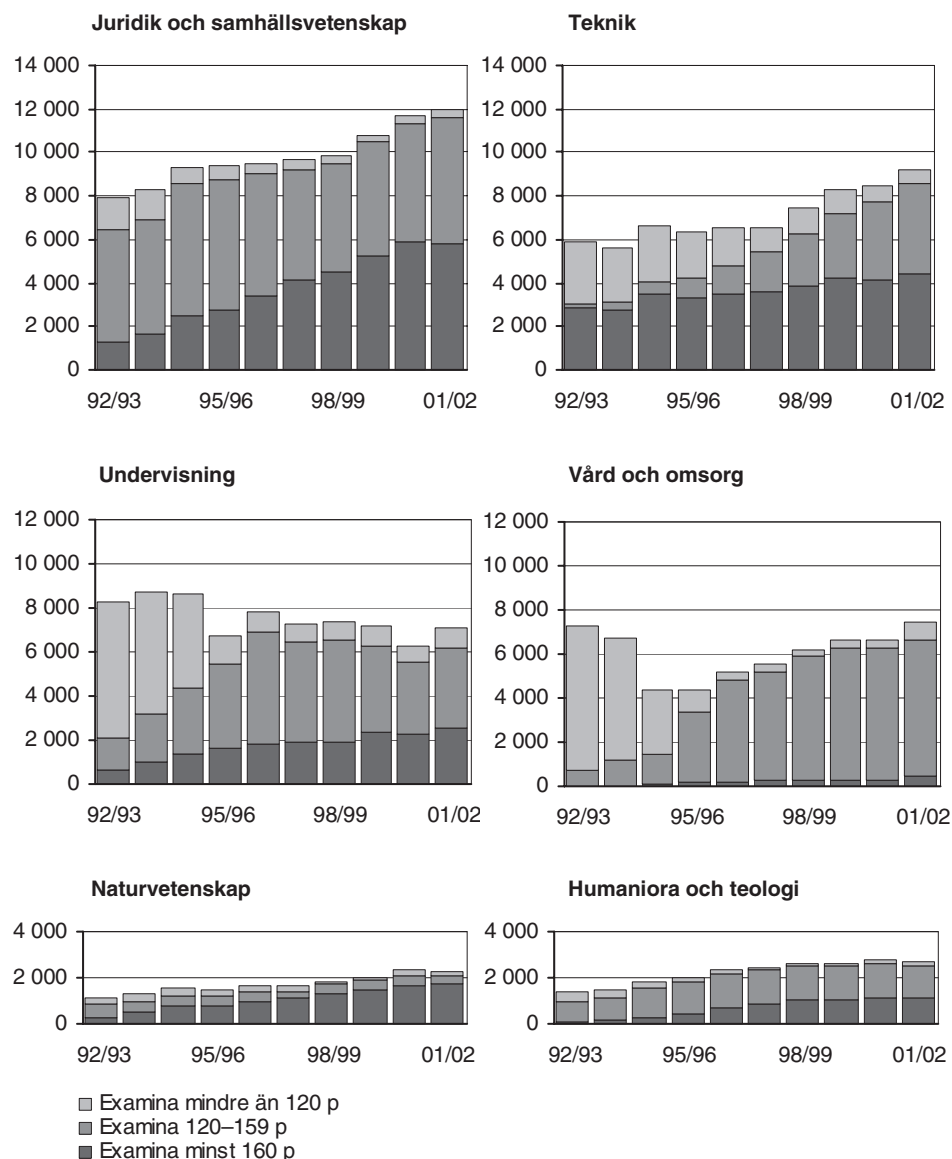 Juridik och samhällsvetenskap
14 000
12 000
10 000
8 000
6 000
4 000
2 000
0
92/93 95/96 98/99 01/02
Teknik
14 000
12 000
10 000
8 000
6 000
4 000
2 000
0
92/93 95/96 98/99 01/02
Undervisning
12 000
10 000
8 000
6 000
4 000
2 000
0
92/93 95/96 98/99 01/02
Vård och omsorg
12 000
10 000
8 000
6 000
4 000
2 000
0
92/93 95/96 98/99 01/02
Naturvetenskap
4 000
2 000
0
92/93 95/96 98/99 01/02
Humaniora och teologi
4 000
2 000
0
92/93 95/96 98/99 01/02
Examina mindre än 120 p
Examina 120–159 p
Examina minst 160 p